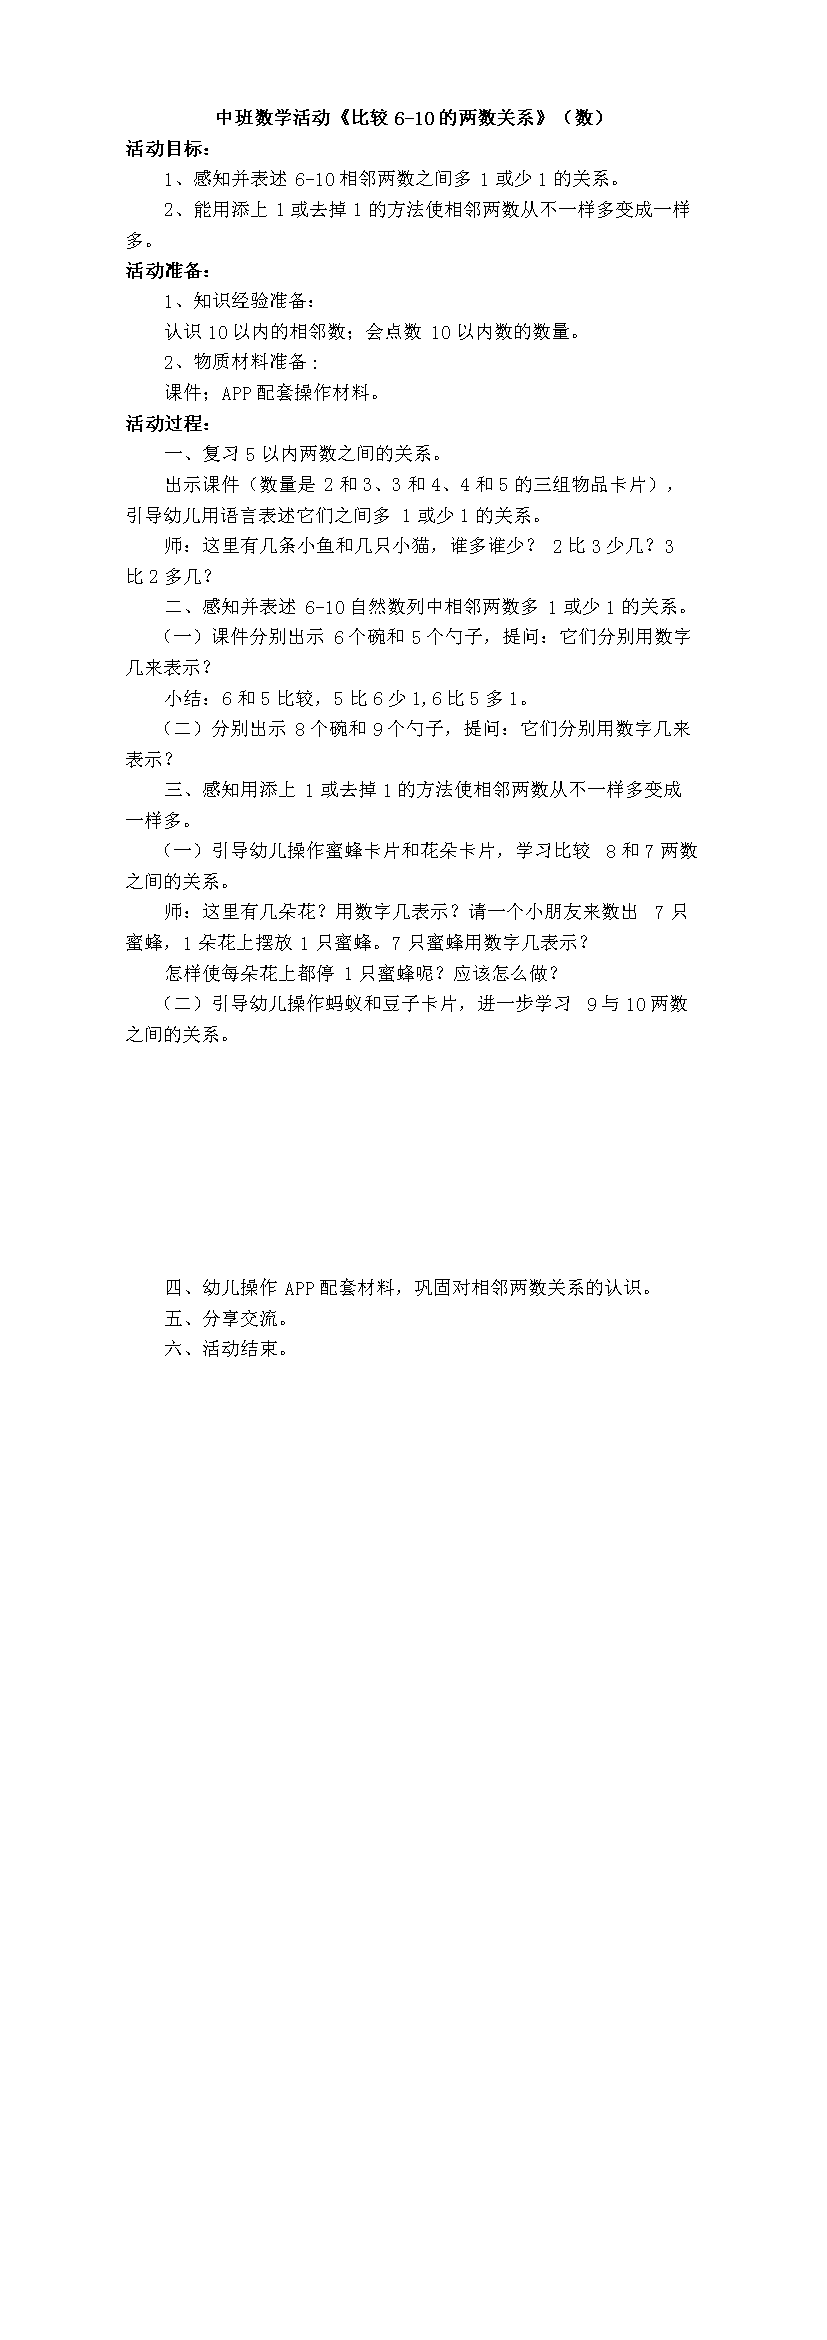 中班数学活动《比较 6-10 的两数关系》（数）
活动目标：
1、感知并表述 6-10 相邻两数之间多 1 或少 1 的关系。
2、能用添上 1 或去掉 1 的方法使相邻两数从不一样多变成一样
多。
活动准备：
1、知识经验准备：
认识 10 以内的相邻数；会点数 10 以内数的数量。
2、物质材料准备：
课件；APP 配套操作材料。
活动过程：
一、复习 5 以内两数之间的关系。
出示课件（数量是 2 和 3、3 和 4、4 和 5 的三组物品卡片），
引导幼儿用语言表述它们之间多 1 或少 1 的关系。
师：这里有几条小鱼和几只小猫，谁多谁少？ 2 比 3 少几？3
比 2 多几？
二、感知并表述 6-10 自然数列中相邻两数多 1 或少 1 的关系。
（一）课件分别出示 6 个碗和 5 个勺子，提问：它们分别用数字
几来表示？
小结：6 和 5 比较，5 比 6 少 1,6 比 5 多 1。
（二）分别出示 8 个碗和 9 个勺子，提问：它们分别用数字几来
表示？
三、感知用添上 1 或去掉 1 的方法使相邻两数从不一样多变成
一样多。
（一）引导幼儿操作蜜蜂卡片和花朵卡片，学习比较 8 和 7 两数
之间的关系。
师：这里有几朵花？用数字几表示？请一个小朋友来数出 7 只
蜜蜂，1 朵花上摆放 1 只蜜蜂。7 只蜜蜂用数字几表示？
怎样使每朵花上都停 1 只蜜蜂呢？应该怎么做？
（二）引导幼儿操作蚂蚁和豆子卡片，进一步学习 9 与 10 两数
之间的关系。
四、幼儿操作 APP 配套材料，巩固对相邻两数关系的认识。
五、分享交流。
六、活动结束。